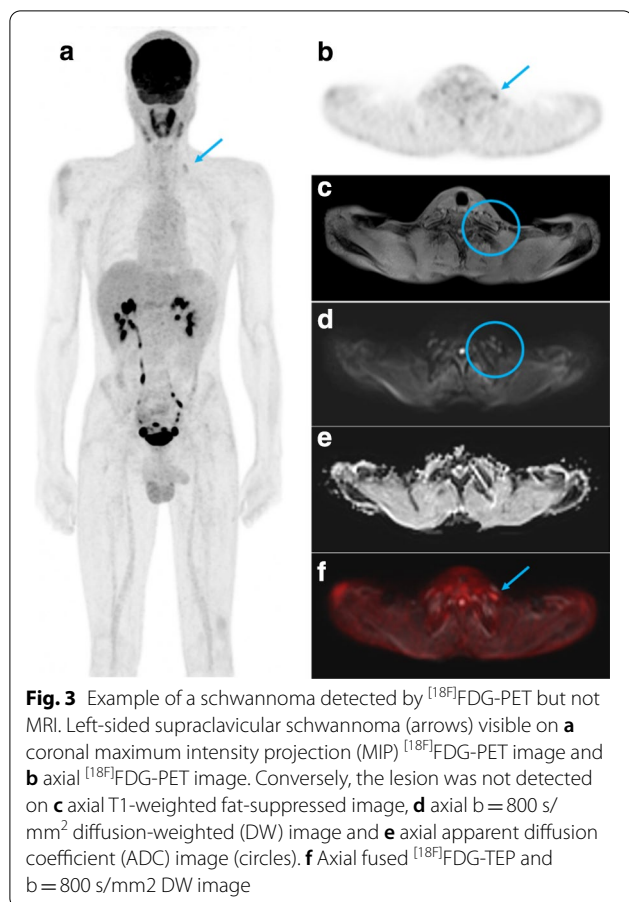 a
b
c
d
e
f
Fig. 3 Example of a schwannoma detected by [18F]FDG-PET but not
MRI. Left-sided supraclavicular schwannoma (arrows) visible on a
coronal maximum intensity projection (MIP) [18F]FDG-PET image and
b axial [18F]FDG-PET image. Conversely, the lesion was not detected
on c axial T1-weighted fat-suppressed image, d axial b = 800 s/
mm² diffusion-weighted (DW) image and e axial apparent diffusion
coefficient (ADC) image (circles). f Axial fused [18F]FDG-TEP and
b = 800 s/mm2 DW image